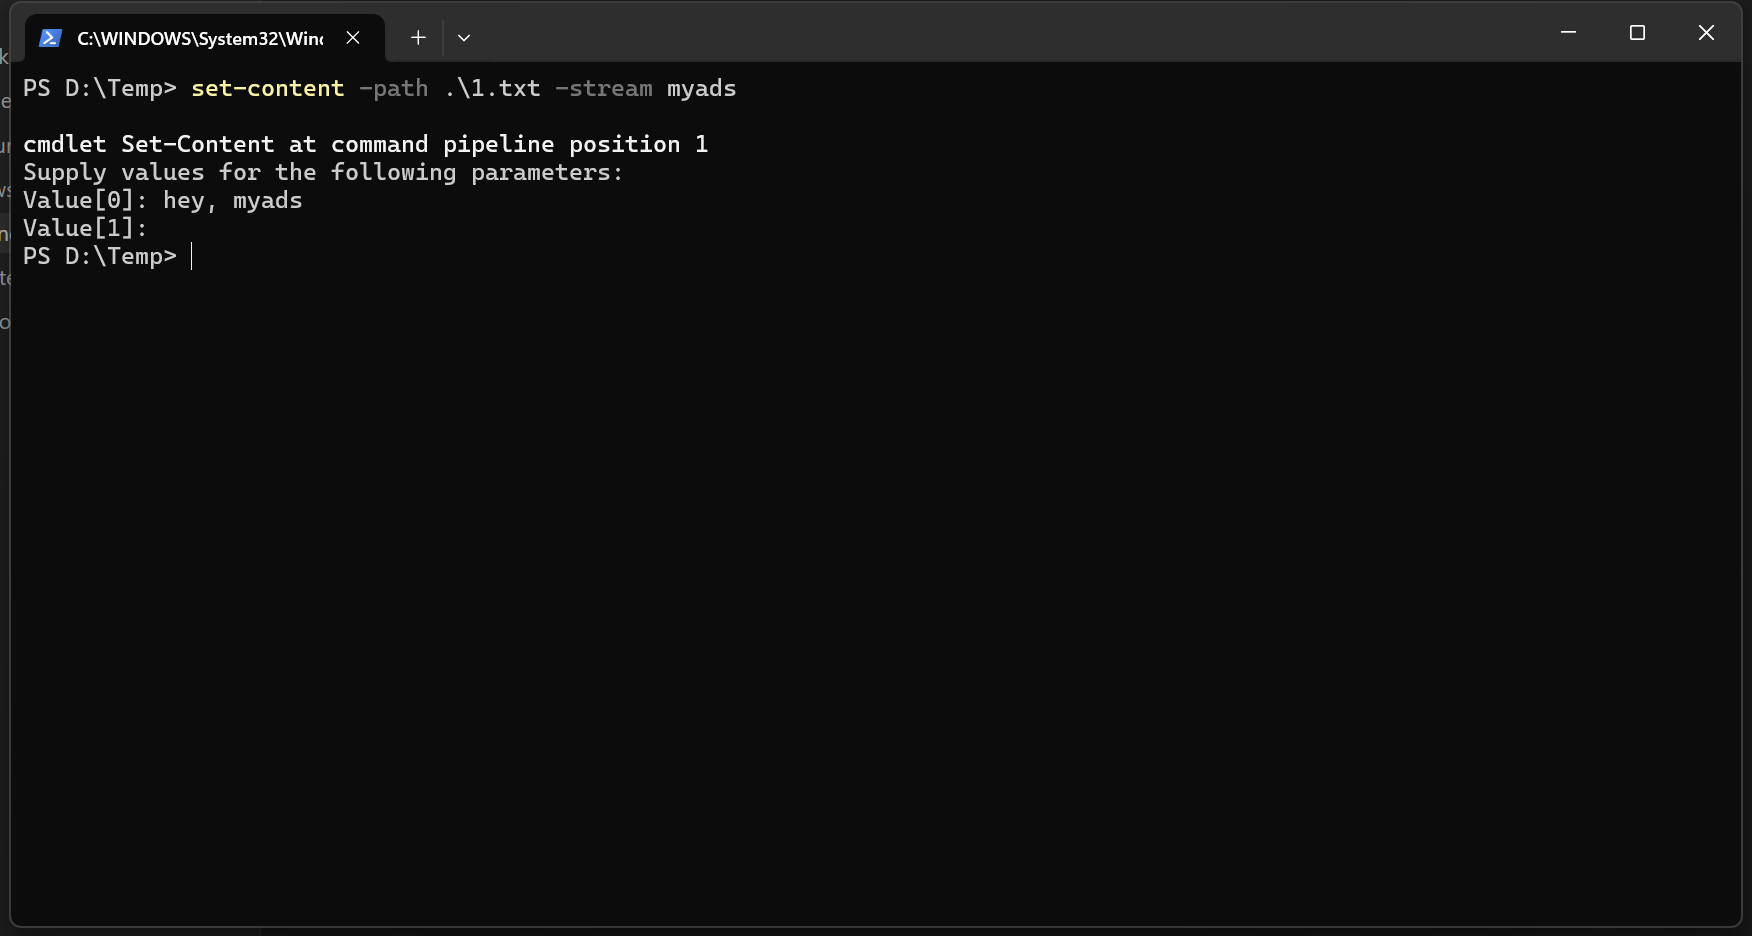 C:\WINDOWS\System32\Wind
PS D:\Temp> set-content -path .\1.txt -stream myads
cmdlet Set-Content at command pipeline position 1
Supply values for the following parameters:
Value[0]: hey, myads
Value[1]:
PS D:\Temp>